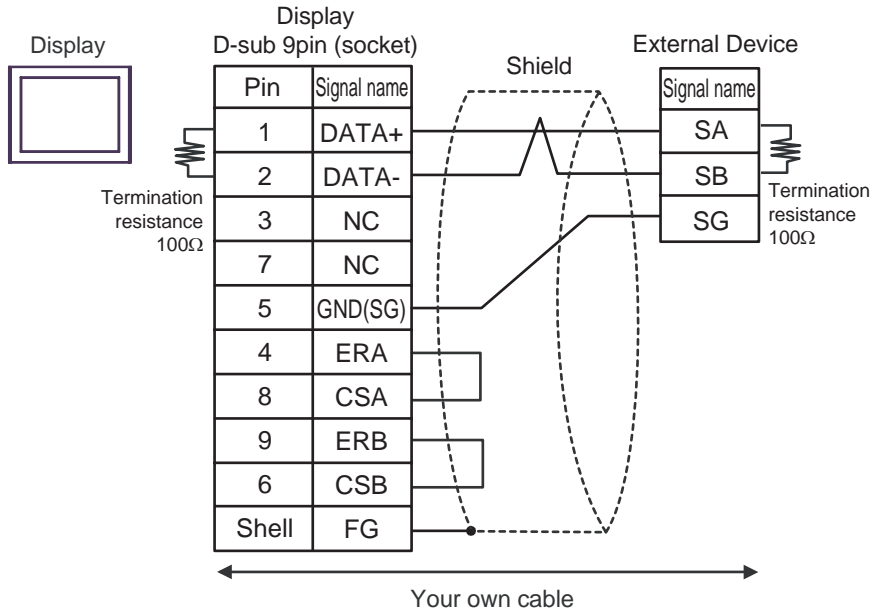 Display
Display
D-sub 9pin (socket)
External Device
Shield
Pin Signal name
1 DATA+
2 DATA-
3 NC
7 NC
5 GND(SG)
4 ERA
8 CSA
9 ERB
6 CSB
Shell FG
Termination
resistance
100Ω
Signal name
SA
SB
SG
Termination
resistance
100Ω
Your own cable